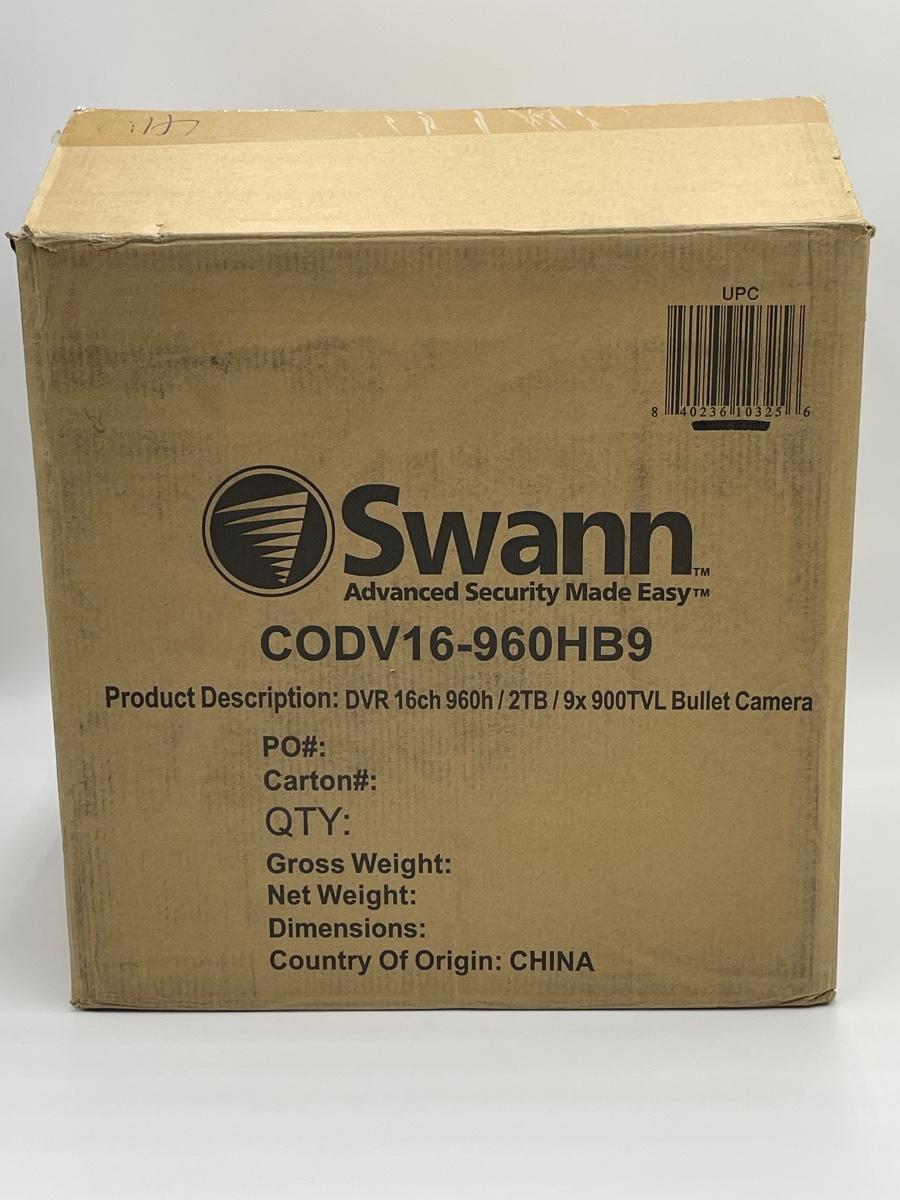 UPC
8 40236 10325 6
Swann™
Advanced Security Made Easy™
CODV16-960HB9
Product Description: DVR 16ch 960h / 2TB / 9x 900TVL Bullet Camera
PO#:
Carton#:
QTY:
Gross Weight:
Net Weight:
Dimensions:
Country Of Origin: CHINA